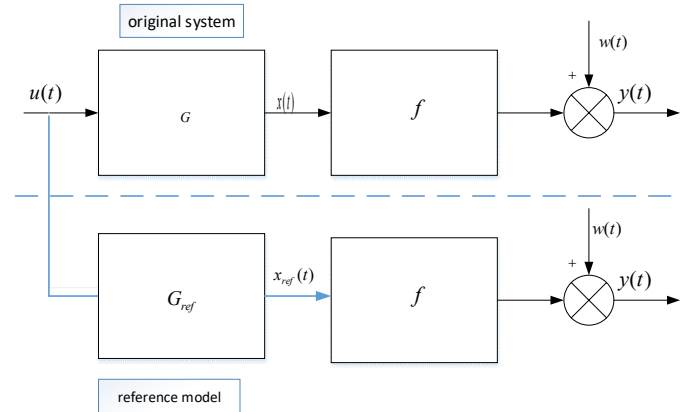 original system
w(t)
+
u(t)
G
x(t)
f
y(t)
w(t)
+
G_ref
x_ref(t)
f
y(t)
reference model